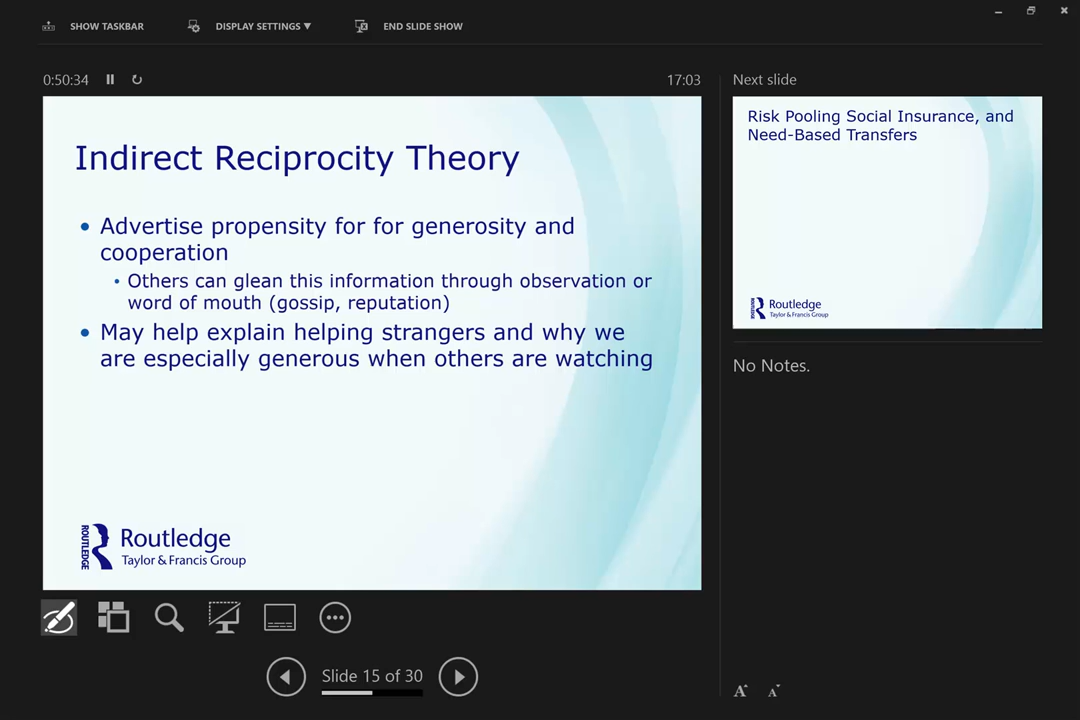 SHOW TASKBAR
DISPLAY SETTINGS ▼
END SLIDE SHOW
0:50:34
17:03
Indirect Reciprocity Theory
• Advertise propensity for for generosity and
cooperation
• Others can glean this information through observation or
word of mouth (gossip, reputation)
• May help explain helping strangers and why we
are especially generous when others are watching
ROUTLEDGE
Routledge
Taylor & Francis Group
Slide 15 of 30
Next slide
Risk Pooling Social Insurance, and
Need-Based Transfers
ROUTLEDGE
Routledge
Taylor & Francis Group
No Notes.
A A